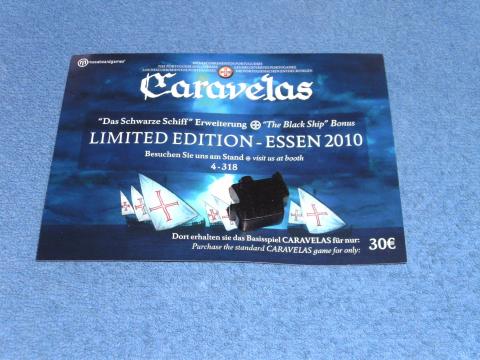 mesaboardgames
Caravelas
"Das Schwarze Schiff" Erweiterung "The Black Ship" Bonus
LIMITED EDITION - ESSEN 2010
Besuchen Sie uns am Stand visit us at booth
4-318
Dort erhalten sie das Basisspiel CARAVELAS für nur:
Purchase the standard CARAVELAS game for only:
30€